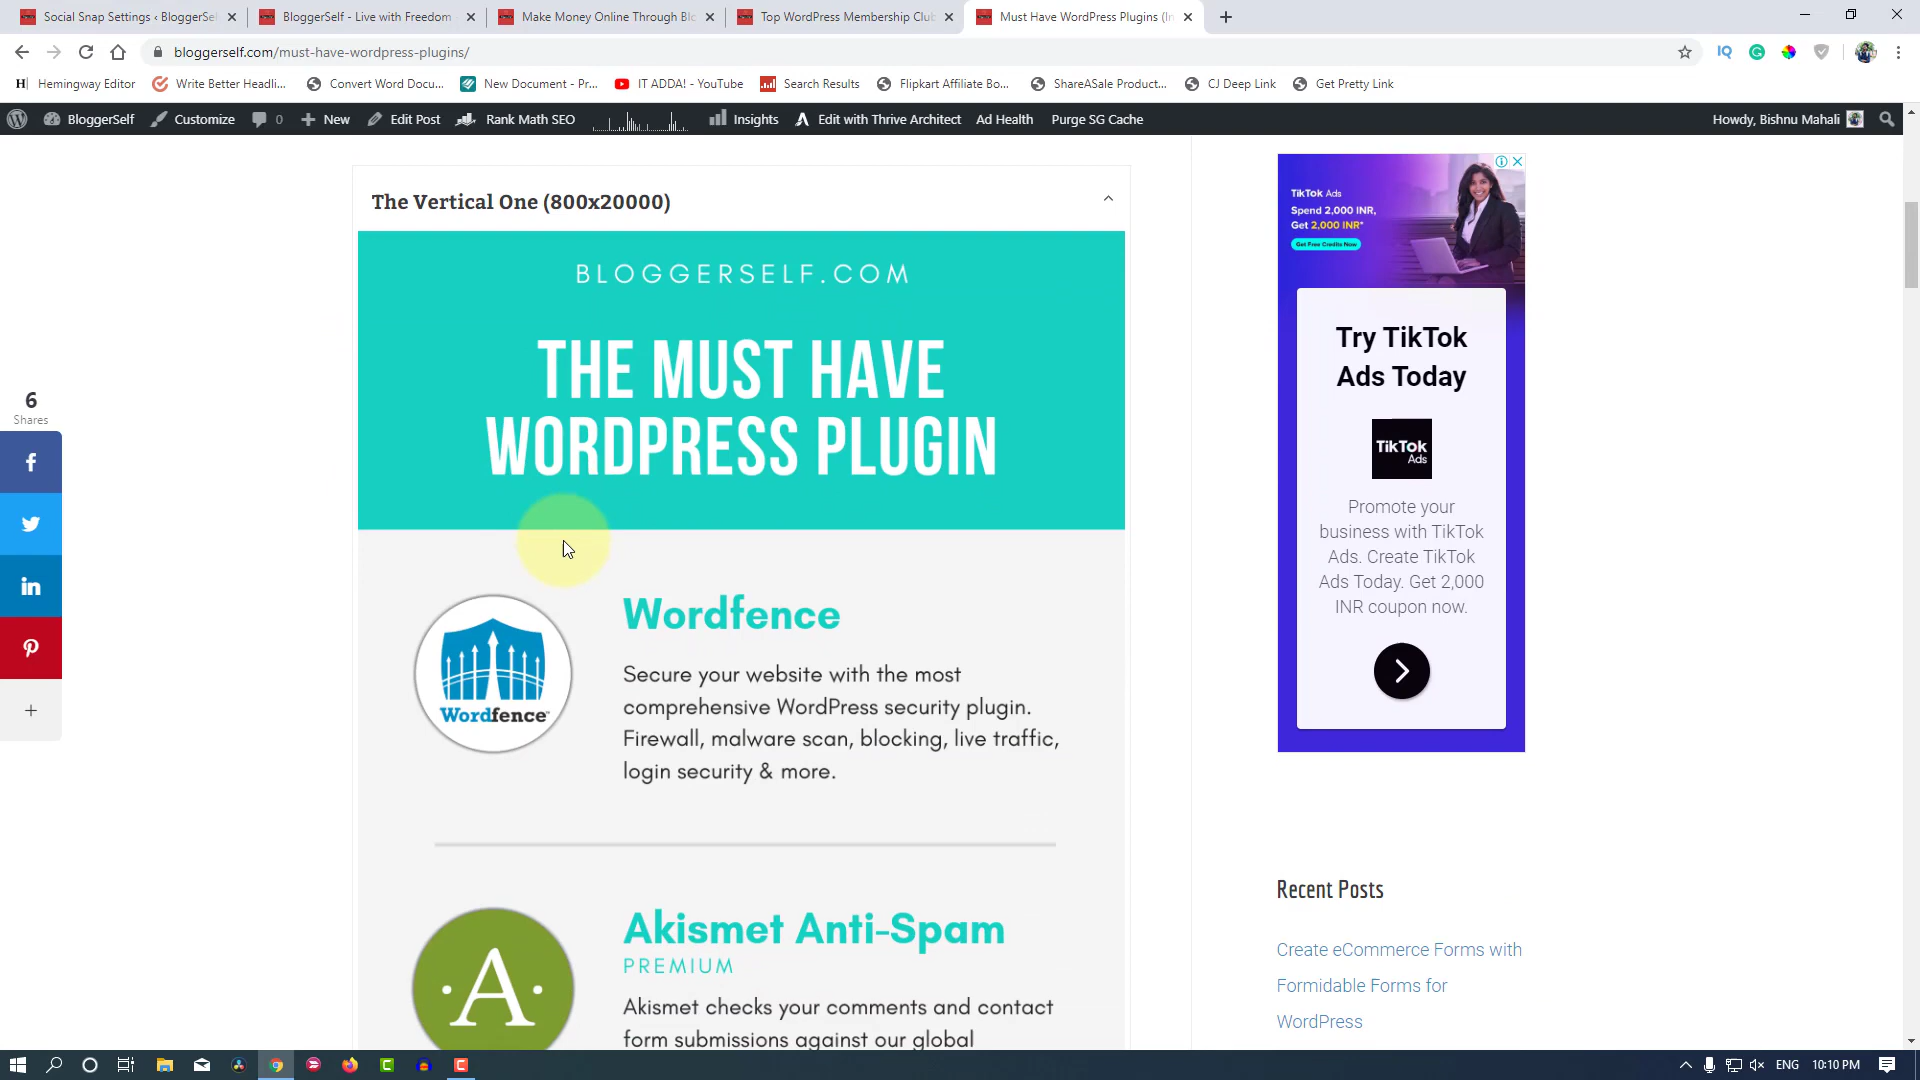 Social Snap Settings ‹ BloggerSel
BloggerSelf - Live with Freedom
Make Money Online Through Blo
Top WordPress Membership Club
Must Have WordPress Plugins (In
bloggerself.com/must-have-wordpress-plugins/
IQ
H Hemingway Editor
Write Better Headli...
Convert Word Docu...
New Document - Pr...
IT ADDA! - YouTube
Search Results
Flipkart Affiliate Bo...
ShareASale Product...
CJ Deep Link
Get Pretty Link
BloggerSelf
Customize
0
New
Edit Post
Rank Math SEO
Insights
Edit with Thrive Architect
Ad Health
Purge SG Cache
Howdy, Bishnu Mahali
6
Shares
The Vertical One (800x20000)
BLOGGERSELF.COM
THE MUST HAVE
WORDPRESS PLUGIN
Wordfence
Wordfence
Secure your website with the most
comprehensive WordPress security plugin.
Firewall, malware scan, blocking, live traffic,
login security & more.
A
Akismet Anti-Spam
PREMIUM
Akismet checks your comments and contact
form submissions against our global
TikTok Ads
Spend 2,000 INR,
Get 2,000 INR*
Get Free Credits Now
Try TikTok
Ads Today
TikTok
Ads
Promote your
business with TikTok
Ads. Create TikTok
Ads Today. Get 2,000
INR coupon now.
Recent Posts
Create eCommerce Forms with
Formidable Forms for
WordPress
ENG
10:10 PM